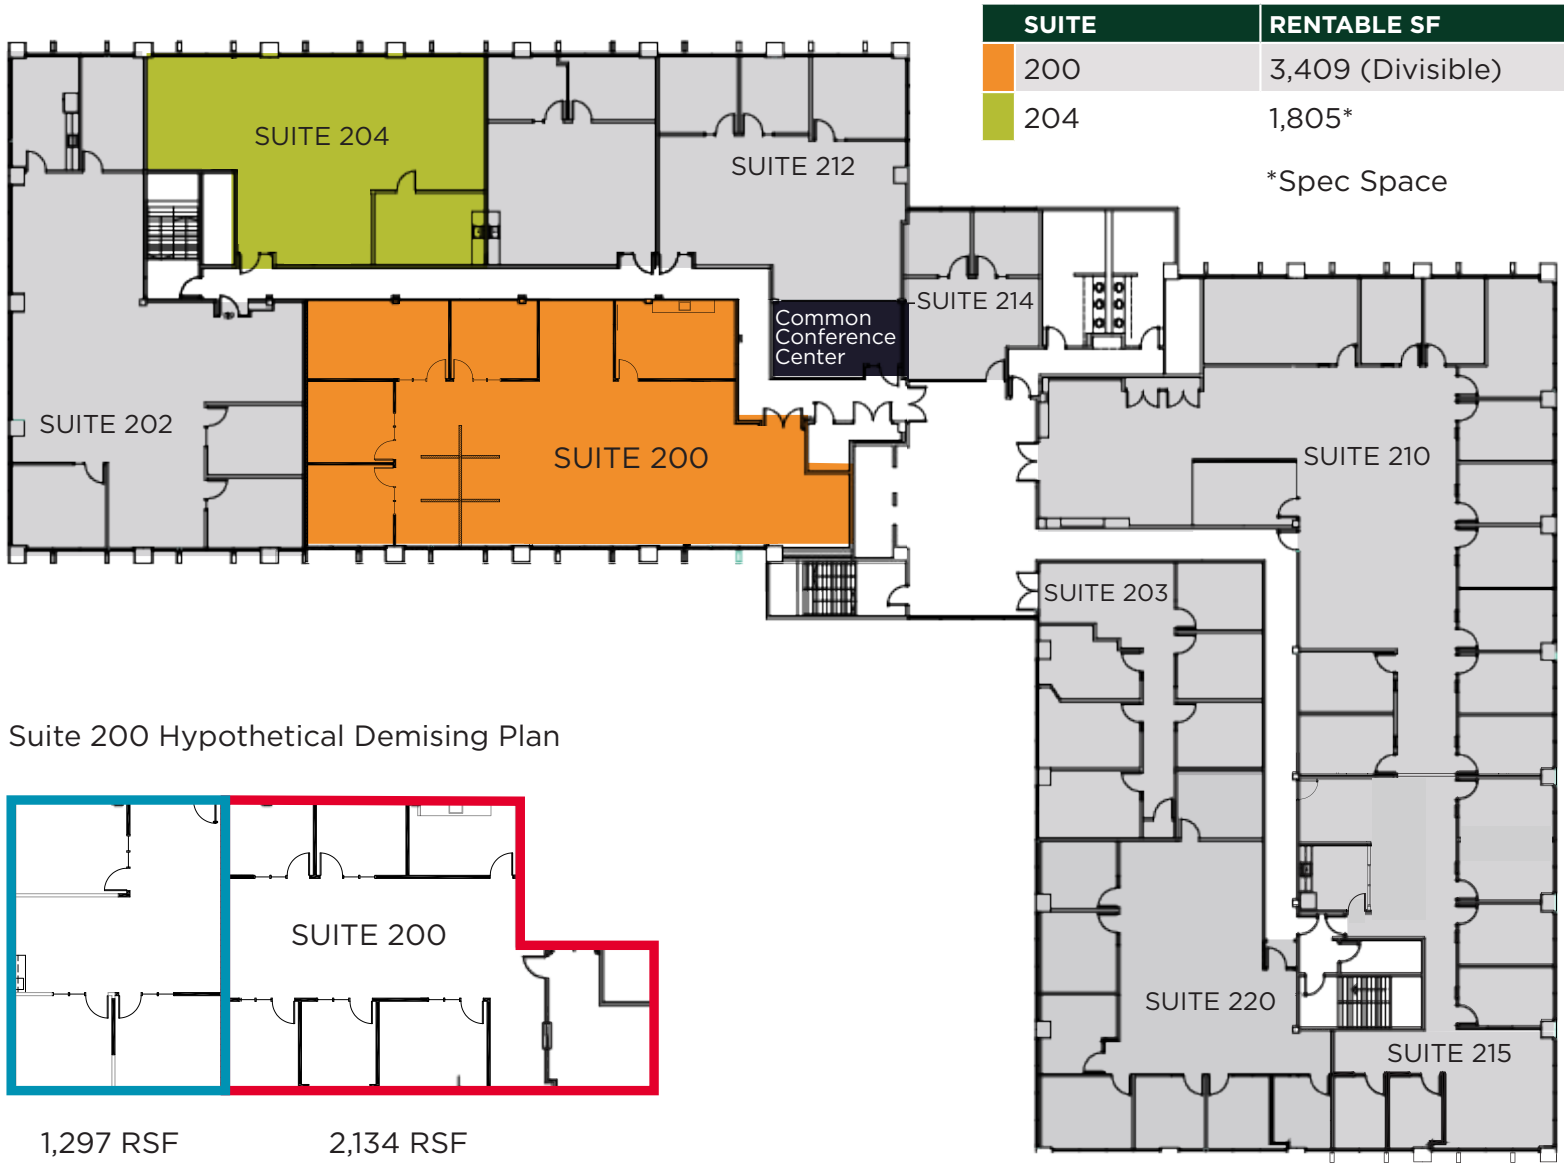 SUITE RENTABLE SF
200 3,409 (Divisible)
204 1,805*
*Spec Space
SUITE 204
SUITE 212
SUITE 214
Common
Conference
Center
SUITE 202
SUITE 200
SUITE 210
SUITE 203
Suite 200 Hypothetical Demising Plan
SUITE 200
SUITE 220
SUITE 215
1,297 RSF
2,134 RSF